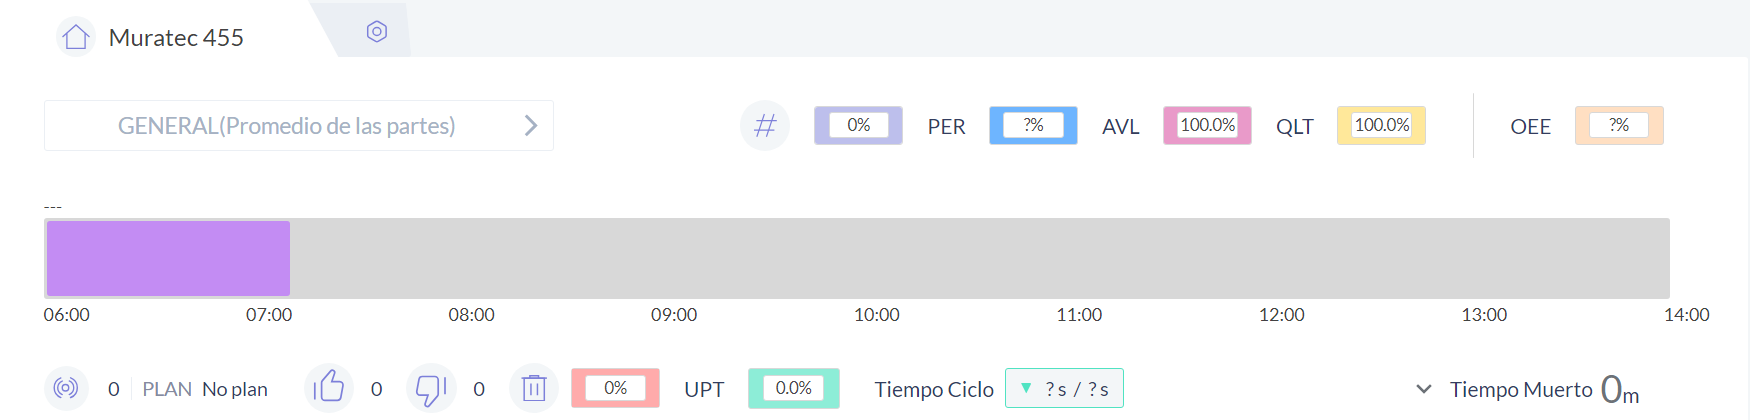 Muratec 455
GENERAL(Promedio de las partes)
# 0% PER ?% AVL 100.0% QLT 100.0% OEE ?%
---
06:00 07:00 08:00 09:00 10:00 11:00 12:00 13:00 14:00
0 PLAN No plan 0 0 0% UPT 0.0% Tiempo Ciclo ▼ ?s / ?s Tiempo Muerto 0m